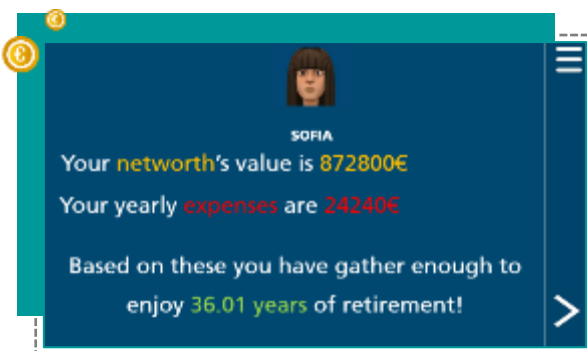 SOFIA
Your networth's value is 872800€
Your yearly expenses are 24240€
Based on these you have gather enough to
enjoy 36.01 years of retirement!